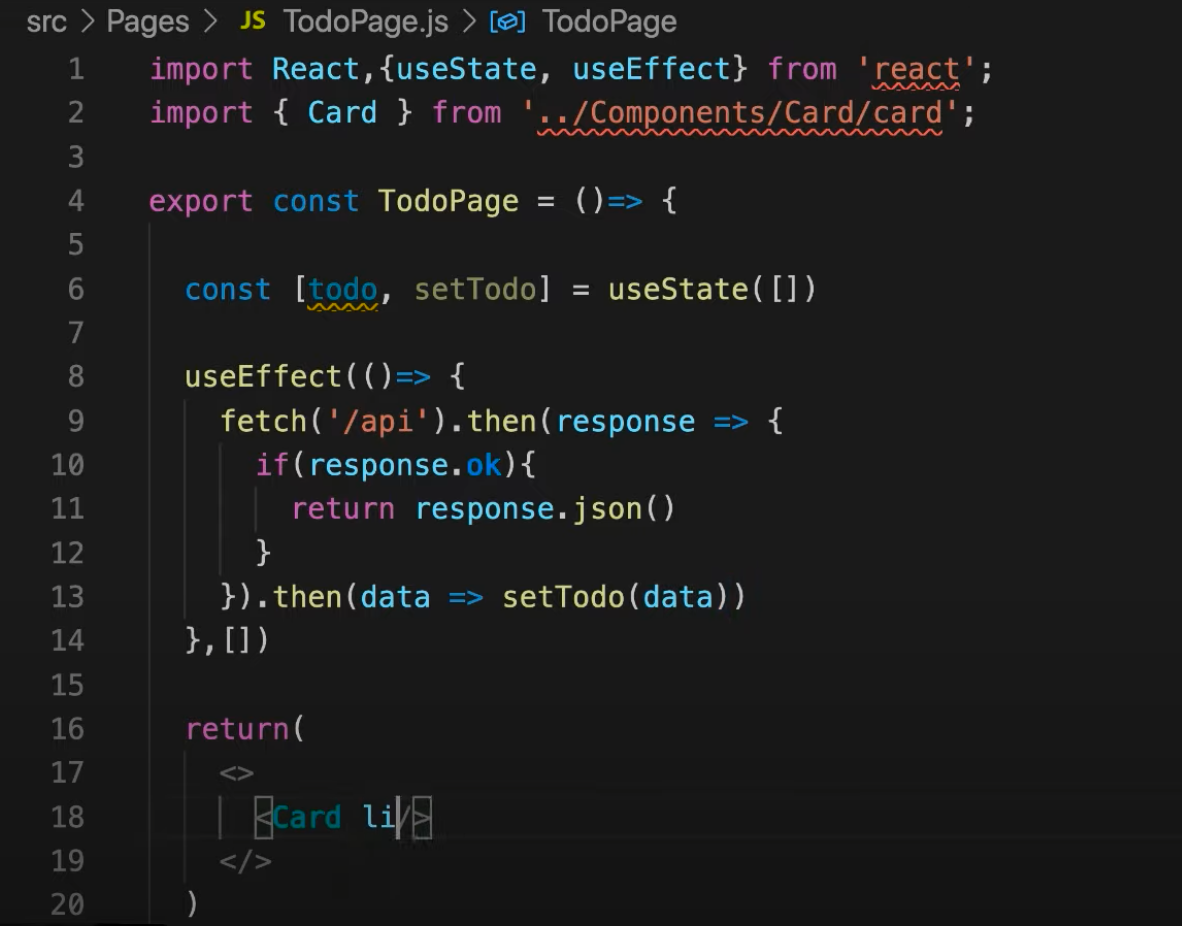 src > Pages > JS TodoPage.js > TodoPage
1 import React,{useState, useEffect} from 'react';
2 import { Card } from '../Components/Card/card';
3
4 export const TodoPage = ()=> {
5
6 const [todo, setTodo] = useState([])
7
8 useEffect(()=> {
9 fetch('/api').then(response => {
10 if(response.ok){
11 return response.json()
12 }
13 }).then(data => setTodo(data))
14 },[])
15
16 return(
17 <>
18 <Card li/>
19 </>
20 )